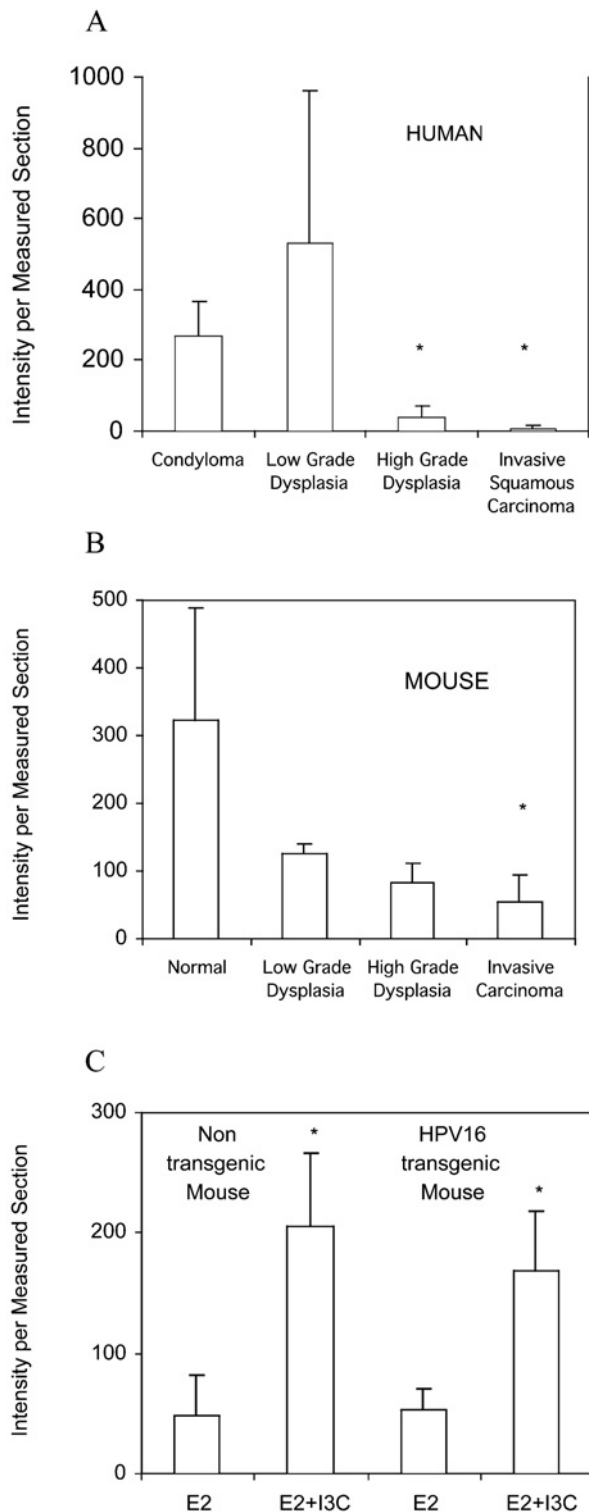 A
Intensity per Measured Section
1000
800
600
400
200
0
HUMAN
*
*
Condyloma
Low Grade
Dysplasia
High Grade
Dysplasia
Invasive
Squamous
Carcinoma
B
Intensity per Measured Section
500
400
300
200
100
0
MOUSE
*
Normal
Low Grade
Dysplasia
High Grade
Dysplasia
Invasive
Carcinoma
C
Intensity per Measured Section
300
200
100
0
Non
transgenic
Mouse
*
HPV16
transgenic
Mouse
*
E2
E2+I3C
E2
E2+I3C